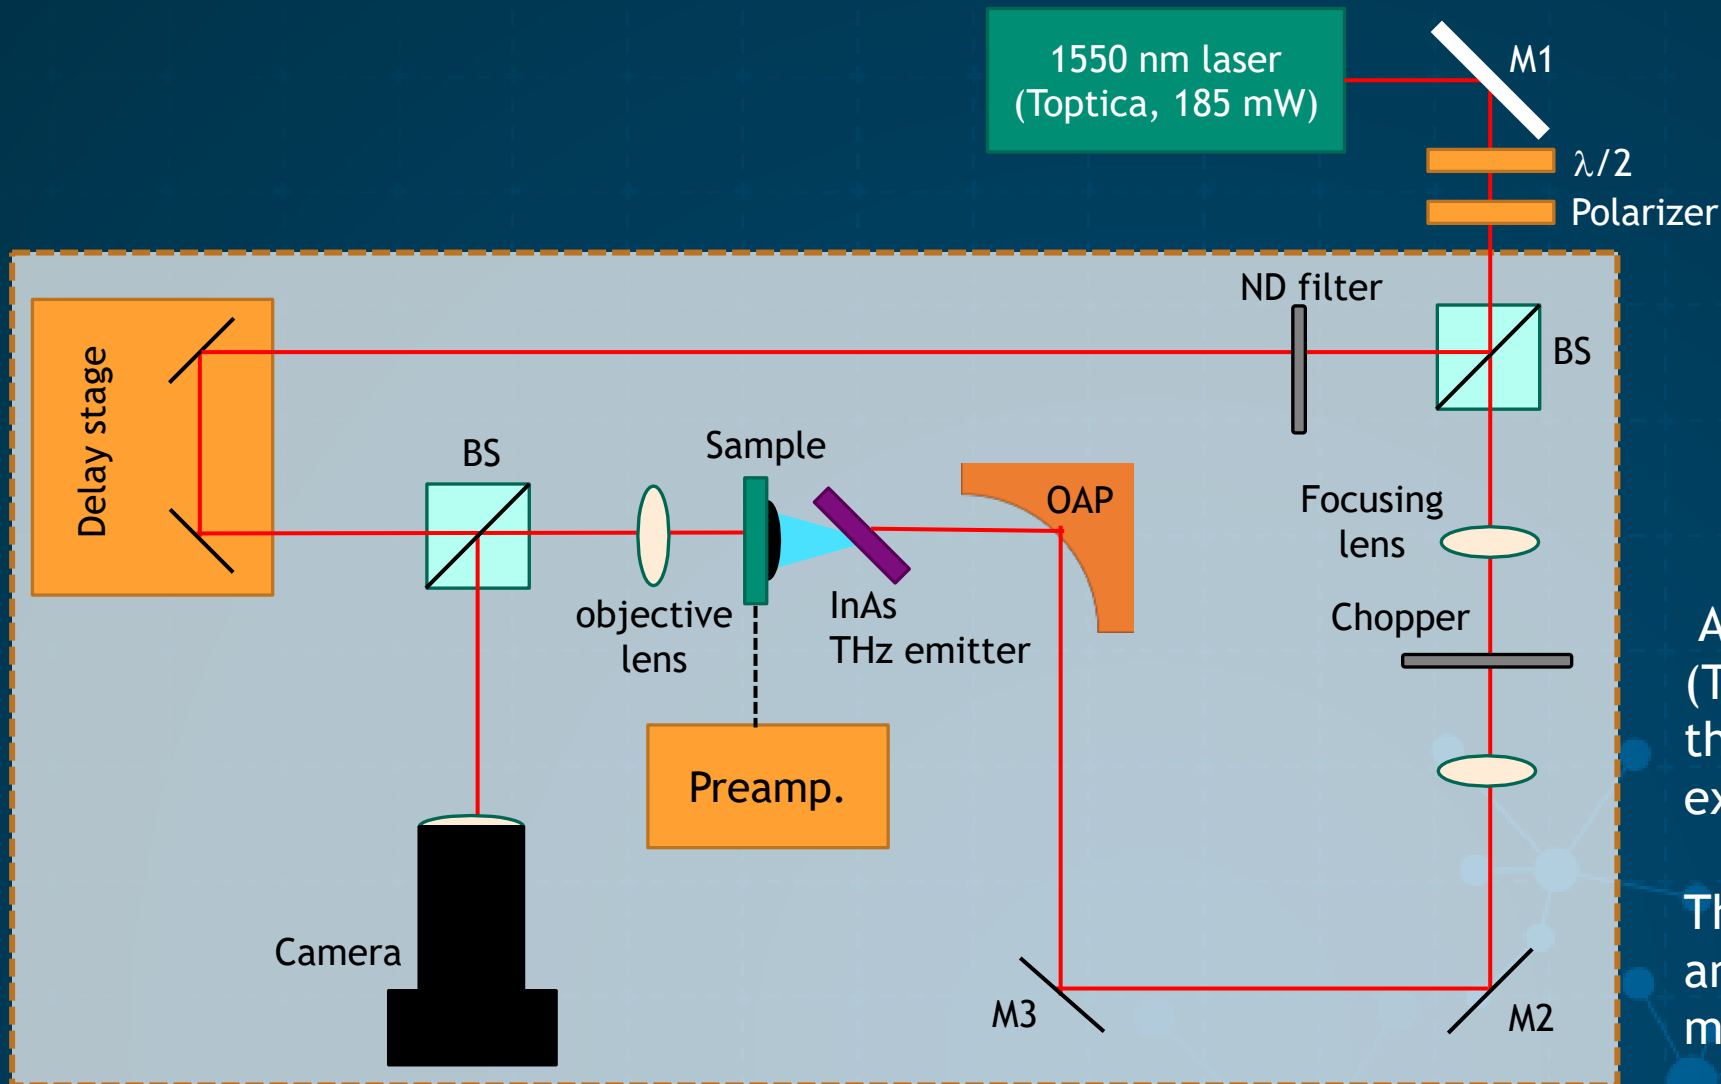 1550 nm laser
(Toptica, 185 mW)
M1
λ/2
Polarizer
ND filter
BS
Delay stage
BS
Sample
OAP
Focusing
lens
objective
lens
InAs
THz emitter
Chopper
Preamp.
Camera
M3
M2